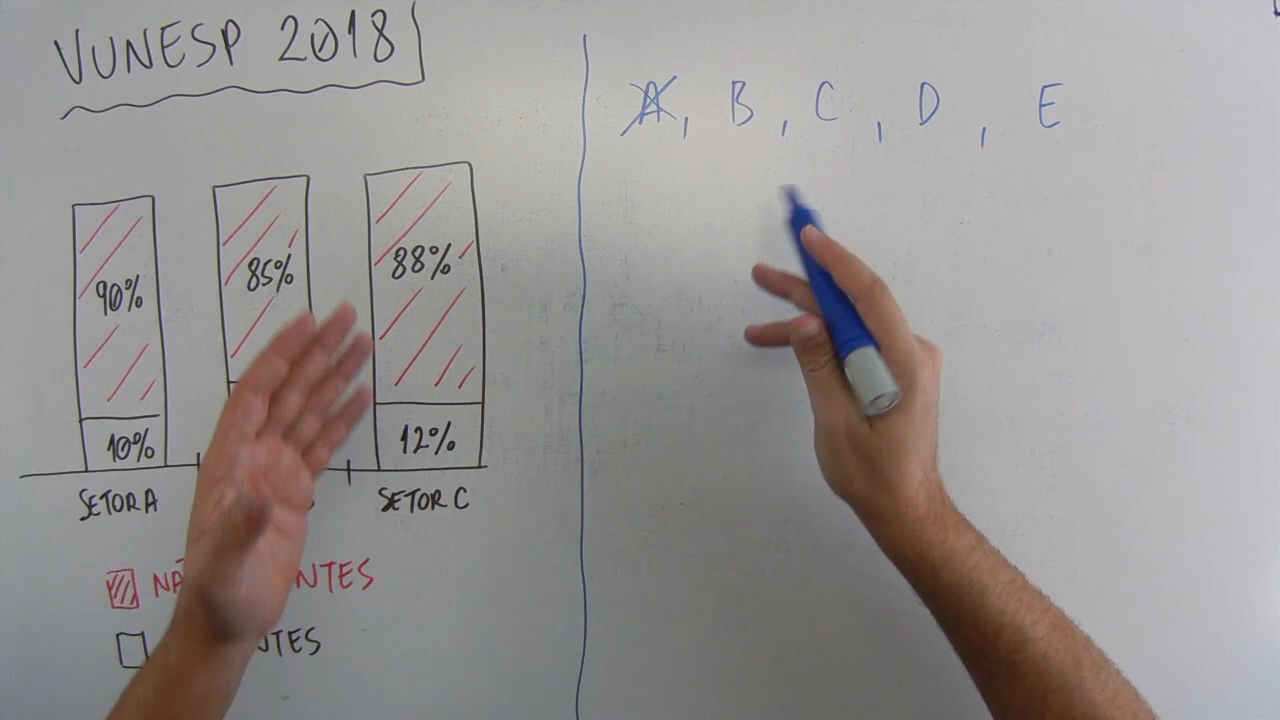 VUNESP 2018
A, B, C, D, E
90% 85% 88%
10% 12%
SETOR A SETOR C